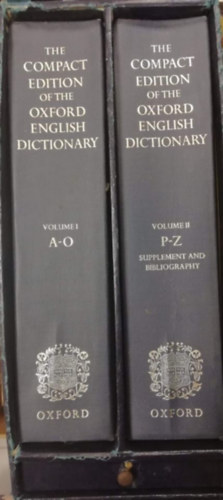 THE
COMPACT
EDITION
OF THE
OXFORD
ENGLISH
DICTIONARY
VOLUME I
A-O
OXFORD
THE
COMPACT
EDITION
OF THE
OXFORD
ENGLISH
DICTIONARY
VOLUME II
P-Z
SUPPLEMENT AND
BIBLIOGRAPHY
OXFORD